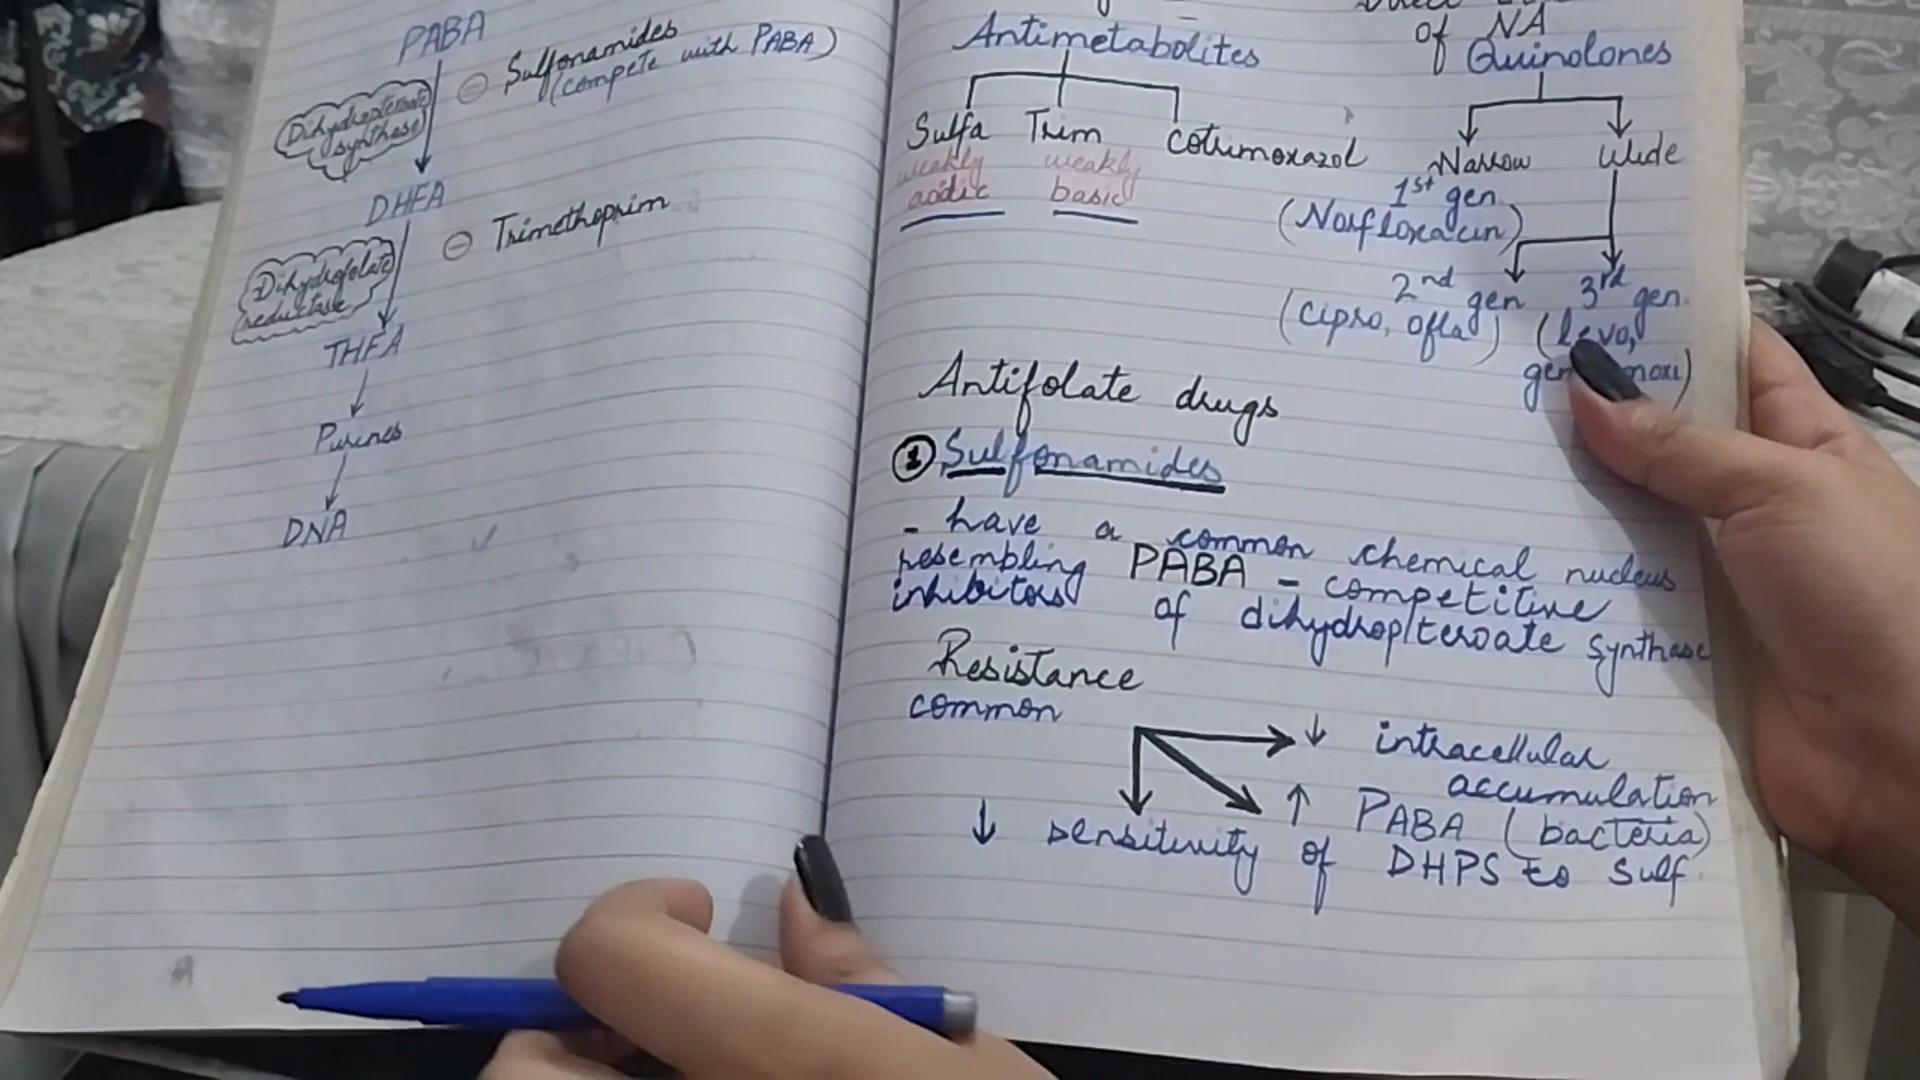 PABA
Sulfonamides
(compete with PABA)
Dihydropteroate
synthase
DHFA
Trimethoprim
Dihydrofolate
reductase
THFA
Purines
DNA
of NA
Antimetabolites
Quinolones
Sulfa Trim Cotrimoxazol
weakly acidic
weakly basic
Narrow Wide
1st gen
(Norfloxacin)
2nd gen
(cipro, ofla)
3rd gen.
(levo,
moxi)
Antifolate drugs
1 Sulfonamides
- have a common chemical nucleus
resembling PABA - competitive
inhibitors of dihydropteroate synthase
Resistance
common
↓ intracellular
accumulation
↑ PABA (bacteria)
↓ sensitivity of DHPS to sulf.